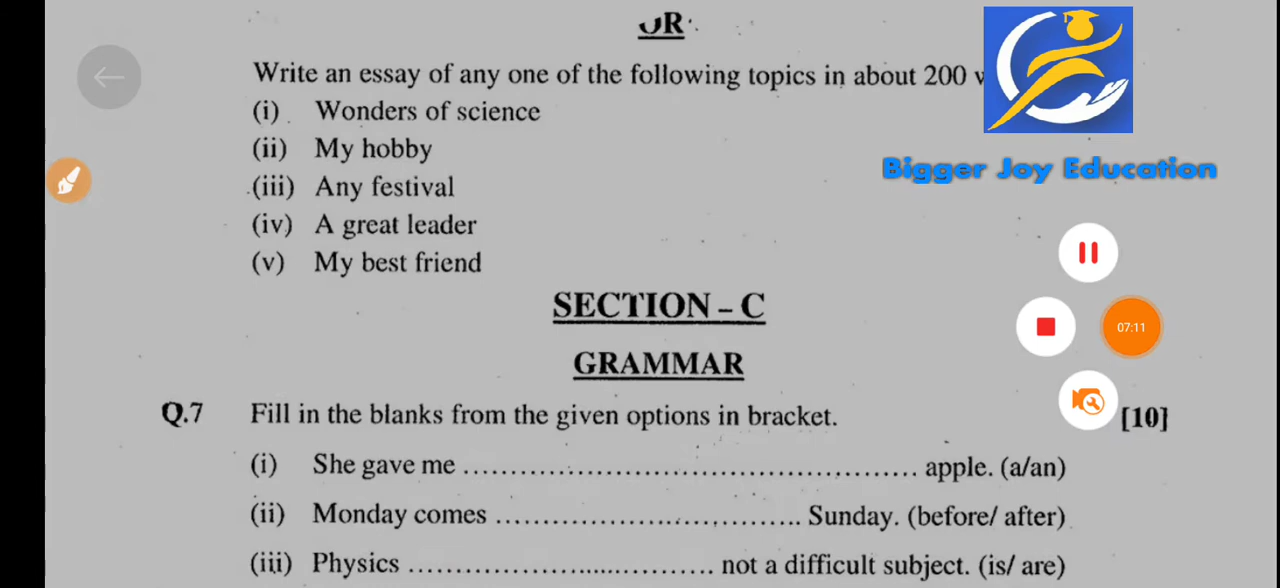 OR
Write an essay of any one of the following topics in about 200
(i) Wonders of science
(ii) My hobby
(iii) Any festival
(iv) A great leader
(v) My best friend
Bigger Joy Education
SECTION – C
GRAMMAR
07:11
Q.7 Fill in the blanks from the given options in bracket. [10]
(i) She gave me ................................................ apple. (a/an)
(ii) Monday comes ................................ Sunday. (before/ after)
(iii) Physics ................................ not a difficult subject. (is/ are)